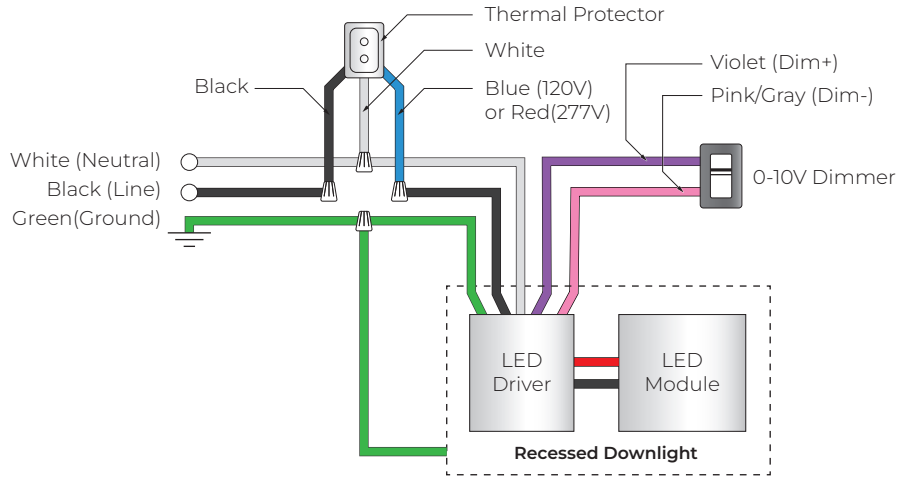 Thermal Protector
White
Black
Blue (120V)
or Red(277V)
Violet (Dim+)
Pink/Gray (Dim-)
White (Neutral)
Black (Line)
Green(Ground)
0-10V Dimmer
LED
Driver
LED
Module
Recessed Downlight